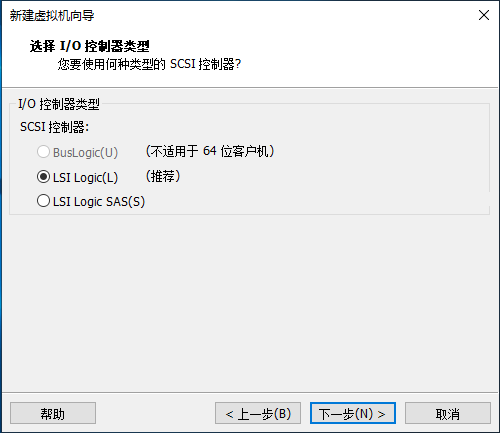 新建虚拟机向导
选择 I/O 控制器类型
您要使用何种类型的 SCSI 控制器?
I/O 控制器类型
SCSI 控制器:
BusLogic(U) (不适用于 64 位客户机)
LSI Logic(L) (推荐)
LSI Logic SAS(S)
帮助 < 上一步(B) 下一步(N) > 取消